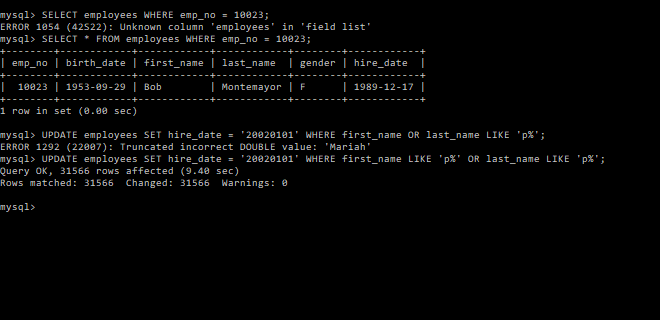 mysql> SELECT employees WHERE emp_no = 10023;
ERROR 1054 (42S22): Unknown column 'employees' in 'field list'
mysql> SELECT * FROM employees WHERE emp_no = 10023;
+--------+------------+------------+------------+--------+------------+
| emp_no | birth_date | first_name | last_name  | gender | hire_date  |
+--------+------------+------------+------------+--------+------------+
|  10023 | 1953-09-29 | Bob        | Montemayor | F      | 1989-12-17 |
+--------+------------+------------+------------+--------+------------+
1 row in set (0.00 sec)
mysql> UPDATE employees SET hire_date = '20020101' WHERE first_name OR last_name LIKE 'p%';
ERROR 1292 (22007): Truncated incorrect DOUBLE value: 'Mariah'
mysql> UPDATE employees SET hire_date = '20020101' WHERE first_name LIKE 'p%' OR last_name LIKE 'p%';
Query OK, 31566 rows affected (9.40 sec)
Rows matched: 31566  Changed: 31566  Warnings: 0
mysql>